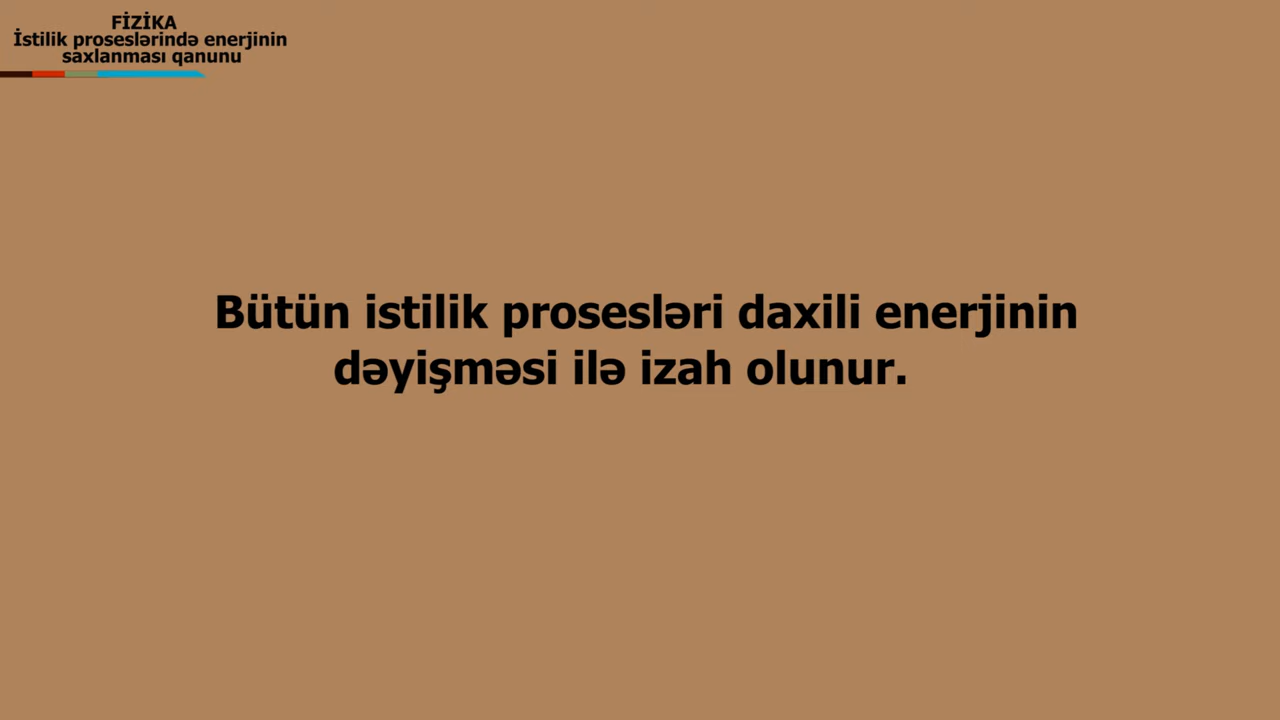 FİZİKA
İstilik proseslərində enerjinin
saxlanması qanunu
Bütün istilik prosesləri daxili enerjinin
dəyişməsi ilə izah olunur.